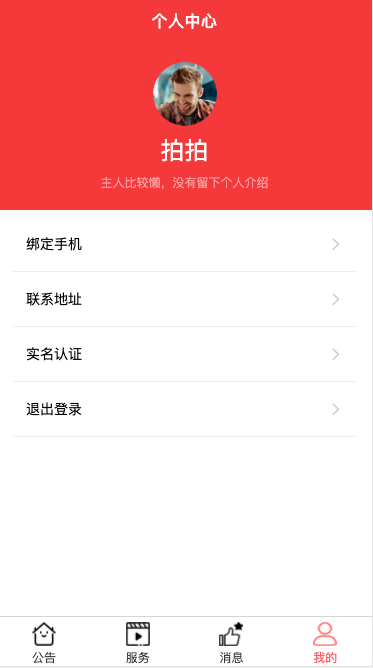 个人中心
拍拍
主人比较懒，没有留下个人介绍
绑定手机
联系地址
实名认证
退出登录
公告
服务
消息
我的